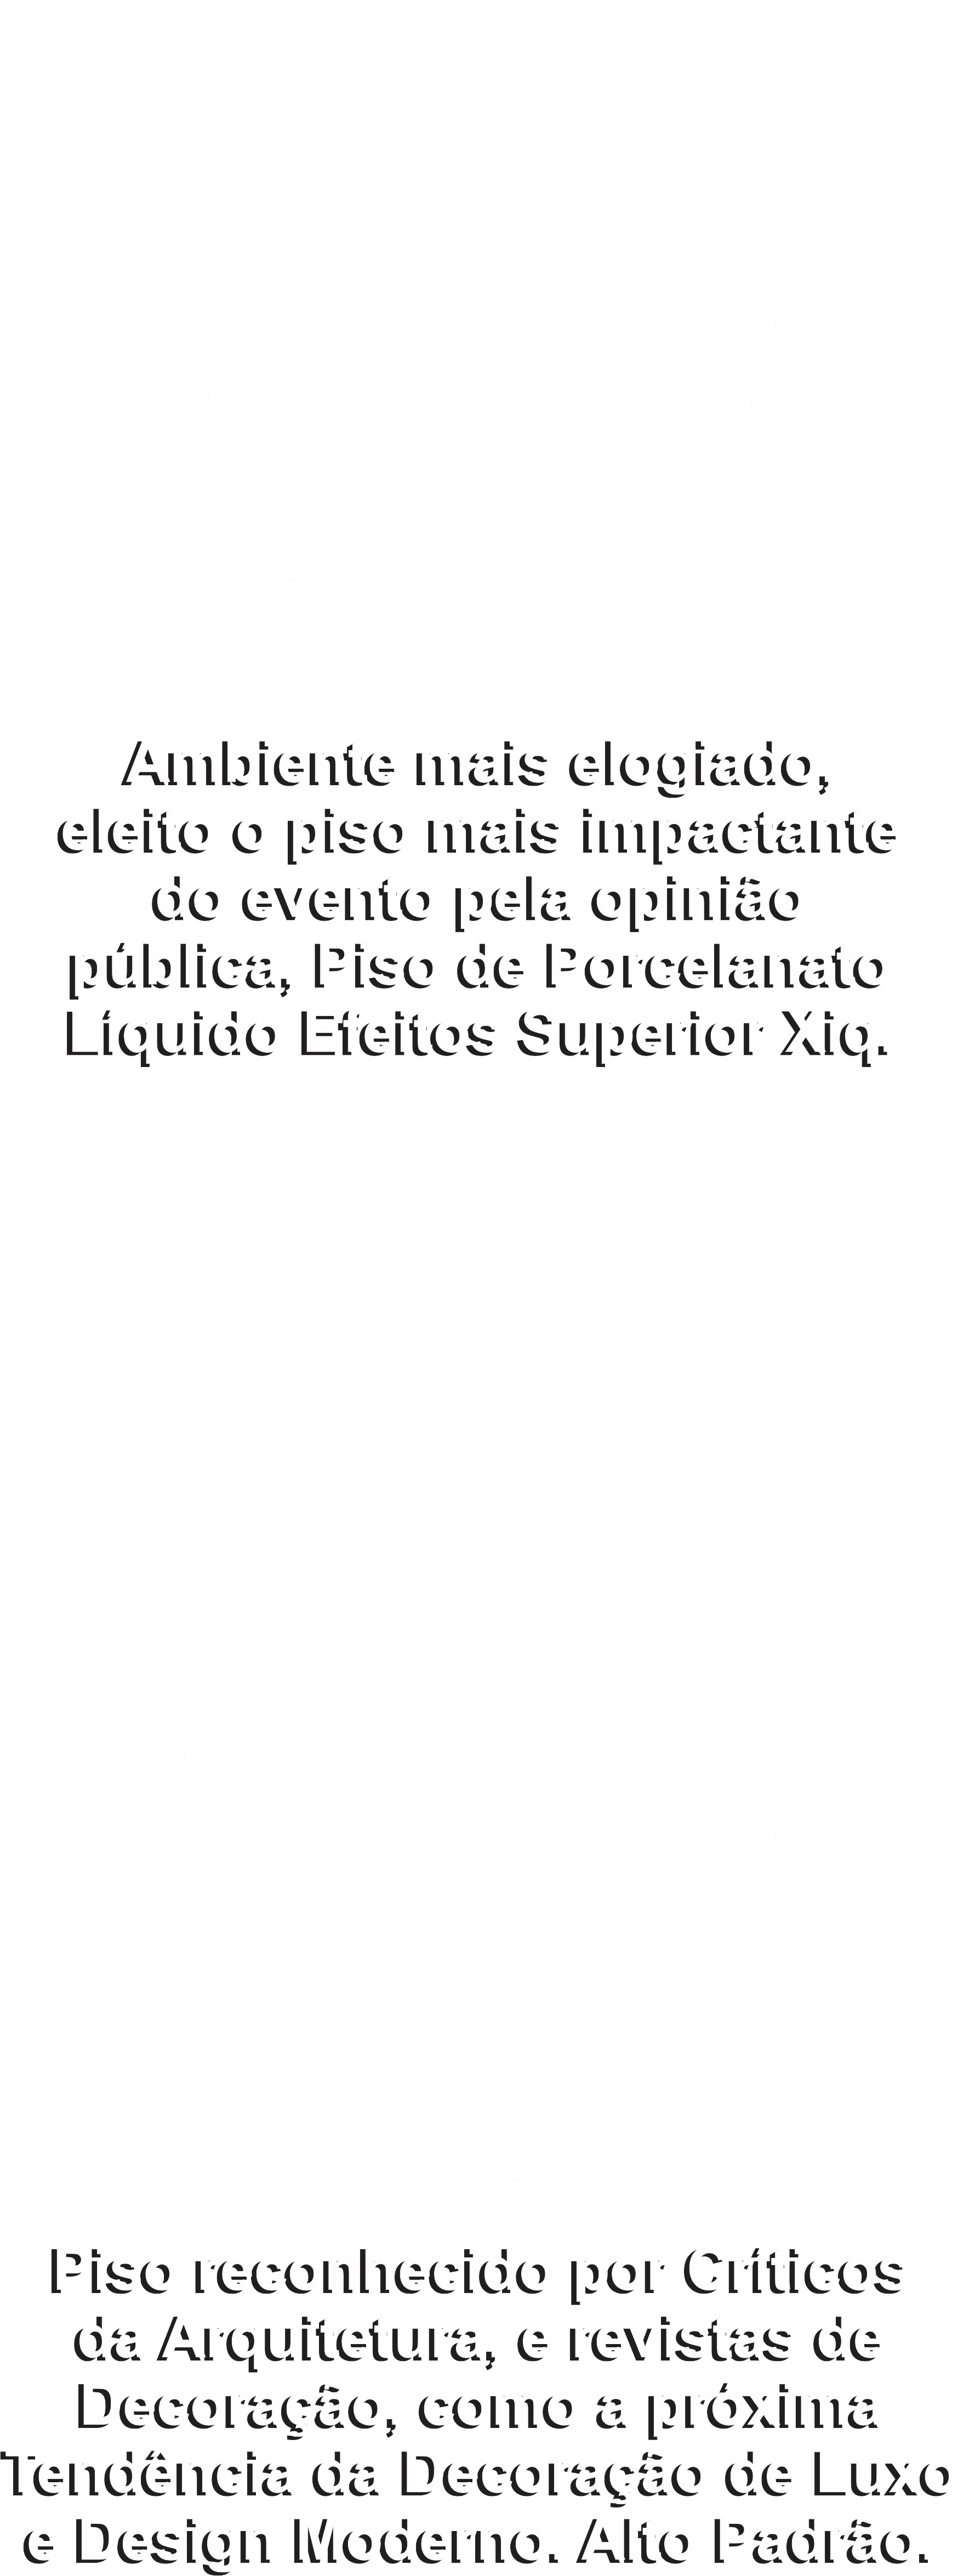 1º
Ambiente mais elogiado,
eleito o piso mais impactante
do evento pela opinião
pública, Piso de Porcelanato
Líquido Efeitos Superior Xiq.
Piso reconhecido por Críticos
da Arquitetura, e revistas de
Decoração, como a próxima
Tendência da Decoração de Luxo
e Design Moderno. Alto Padrão.